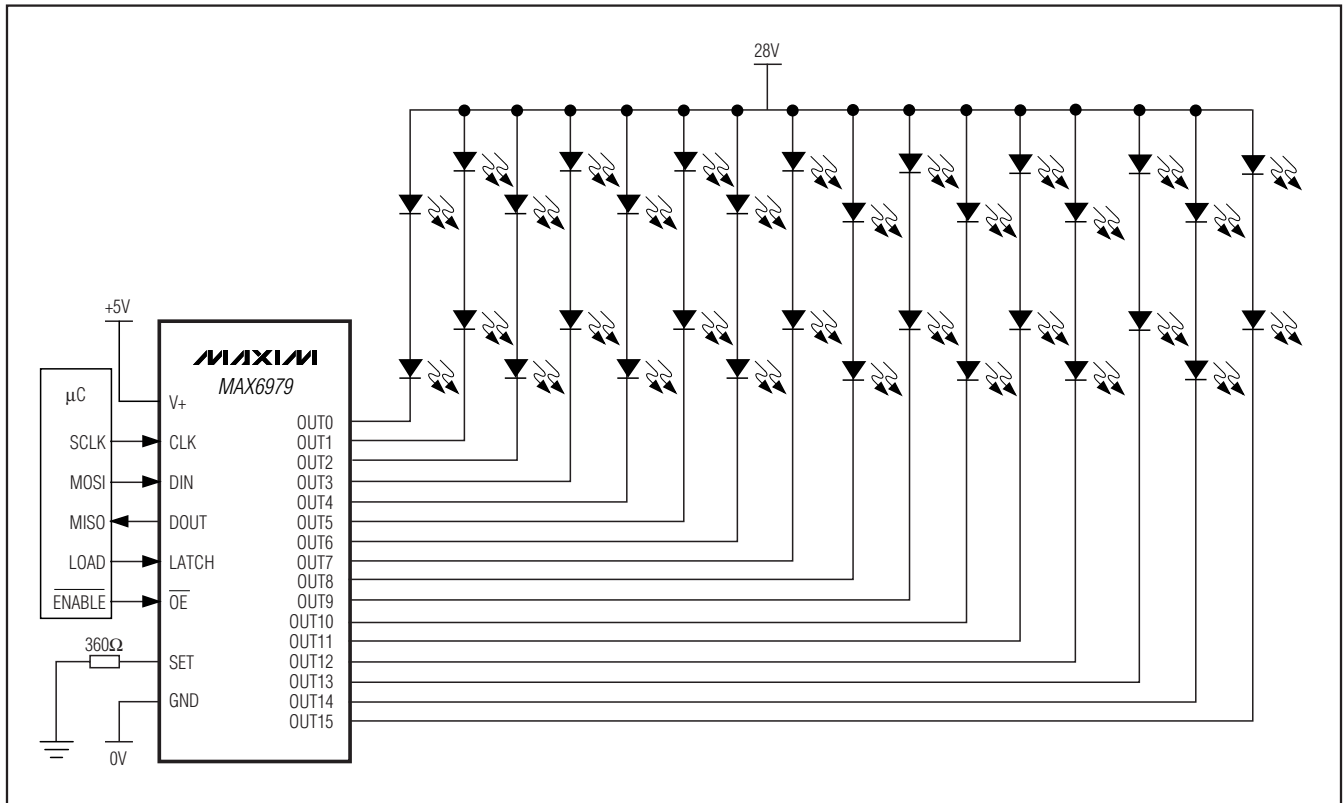 28V
+5V
MAXIM
MAX6979
µC
SCLK
MOSI
MISO
LOAD
ENABLE
V+
CLK
DIN
DOUT
LATCH
OE
SET
GND
OUT0
OUT1
OUT2
OUT3
OUT4
OUT5
OUT6
OUT7
OUT8
OUT9
OUT10
OUT11
OUT12
OUT13
OUT14
OUT15
360Ω
0V